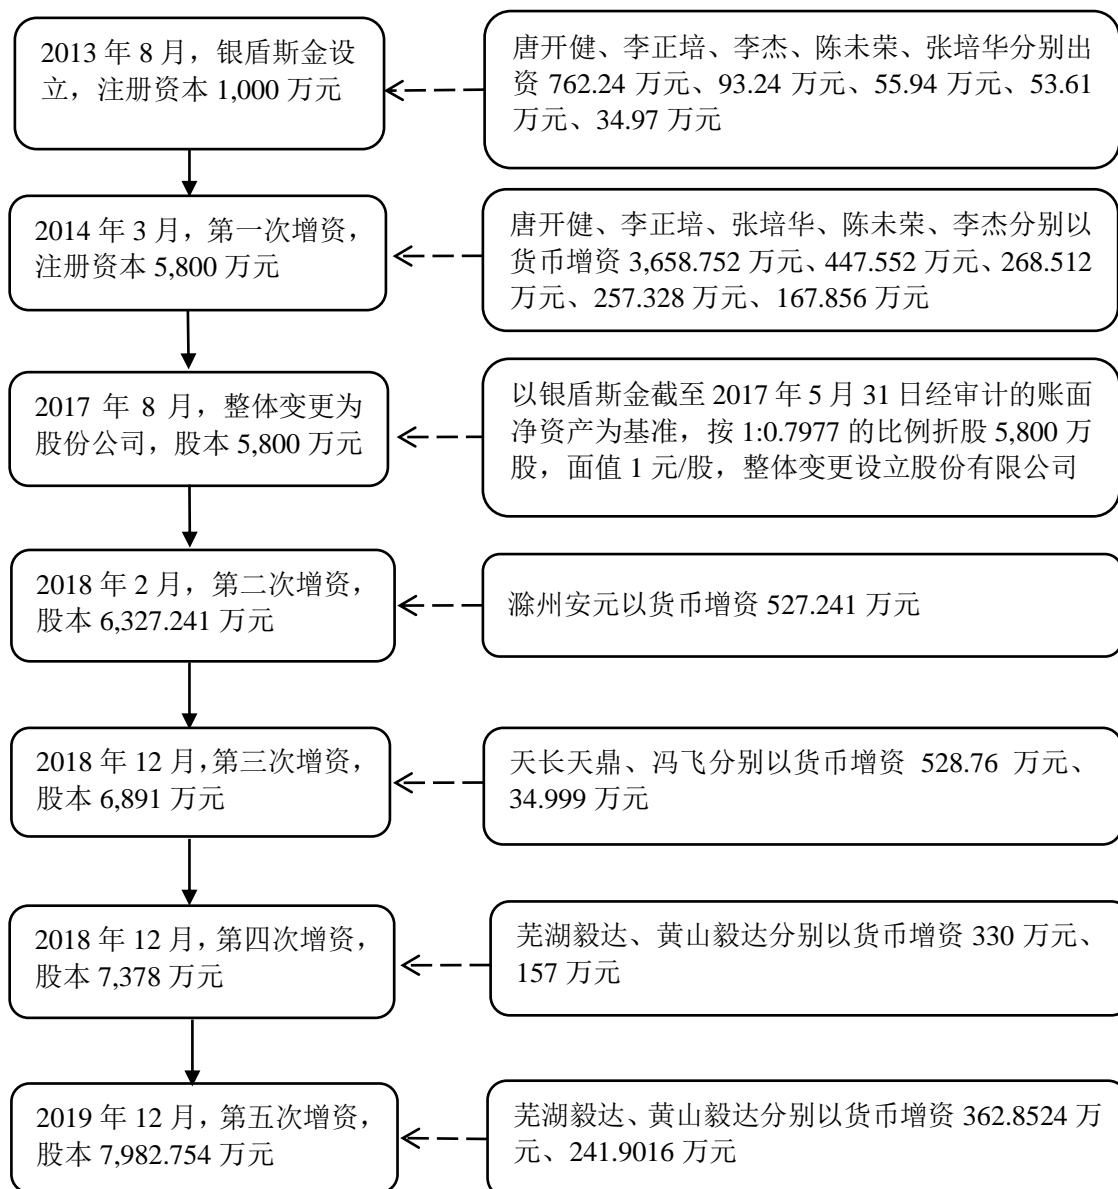 2013 年 8 月，银盾斯金设
立，注册资本 1,000 万元
唐开健、李正培、李杰、陈未荣、张培华分别出
资 762.24 万元、93.24 万元、55.94 万元、53.61
万元、34.97 万元
2014 年 3 月，第一次增资，
注册资本 5,800 万元
唐开健、李正培、张培华、陈未荣、李杰分别以
货币增资 3,658.752 万元、447.552 万元、268.512
万元、257.328 万元、167.856 万元
2017 年 8 月，整体变更为
股份公司，股本 5,800 万元
以银盾斯金截至 2017 年 5 月 31 日经审计的账面
净资产为基准，按 1:0.7977 的比例折股 5,800 万
股，面值 1 元/股，整体变更设立股份有限公司
2018 年 2 月，第二次增资，
股本 6,327.241 万元
滁州安元以货币增资 527.241 万元
2018 年 12 月，第三次增资，
股本 6,891 万元
天长天鼎、冯飞分别以货币增资 528.76 万元、
34.999 万元
2018 年 12 月，第四次增资，
股本 7,378 万元
芜湖毅达、黄山毅达分别以货币增资 330 万元、
157 万元
2019 年 12 月，第五次增资，
股本 7,982.754 万元
芜湖毅达、黄山毅达分别以货币增资 362.8524 万
元、241.9016 万元